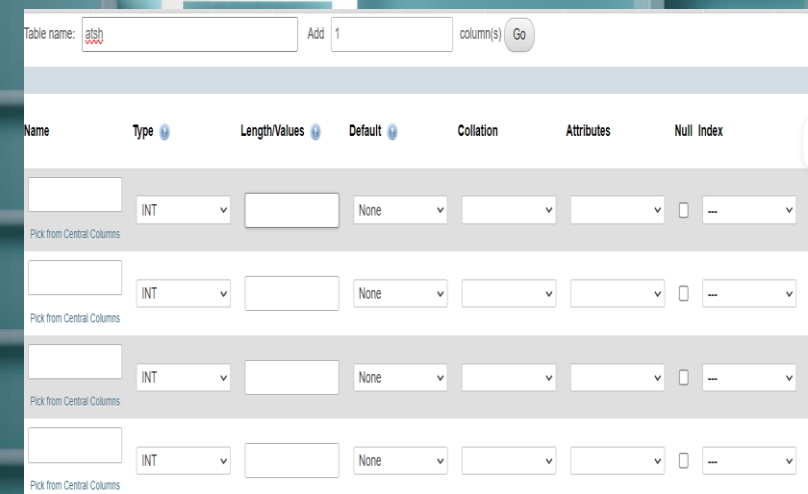 Table name: atsh Add 1 column(s) Go
Name Type Length/Values Default Collation Attributes Null Index
INT None ---
Pick from Central Columns
INT None ---
Pick from Central Columns
INT None ---
Pick from Central Columns
INT None ---
Pick from Central Columns